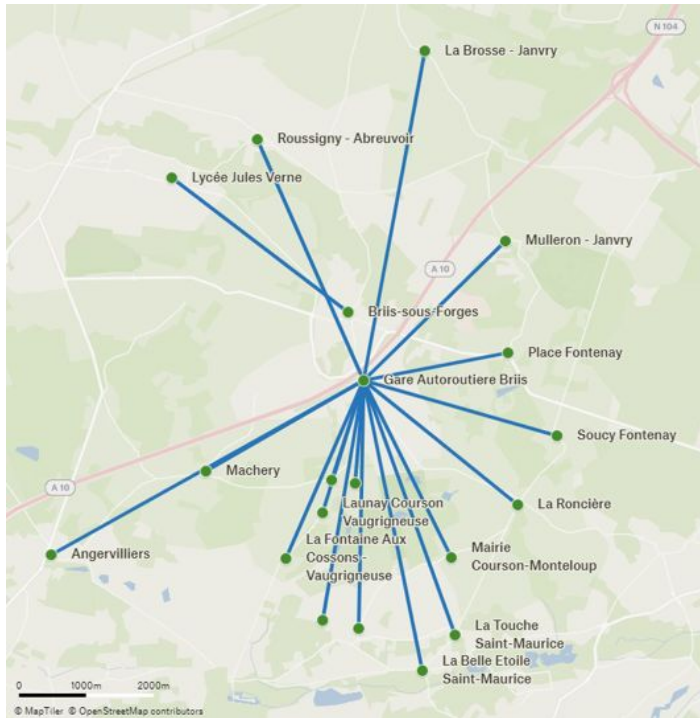 N 104
La Brosse - Janvry
Roussigny - Abreuvoir
Lycée Jules Verne
Mulleron - Janvry
A 10
Briis-sous-Forges
Place Fontenay
Gare Autoroutiere Briis
Soucy Fontenay
Machery
A 10
Launay Courson
Vaugrigneuse
La Roncière
La Fontaine Aux
Cossons -
Vaugrigneuse
Angervilliers
Mairie
Courson-Monteloup
La Touche
Saint-Maurice
La Belle Etoile
Saint-Maurice
0 1000m 2000m
© MapTiler © OpenStreetMap contributors